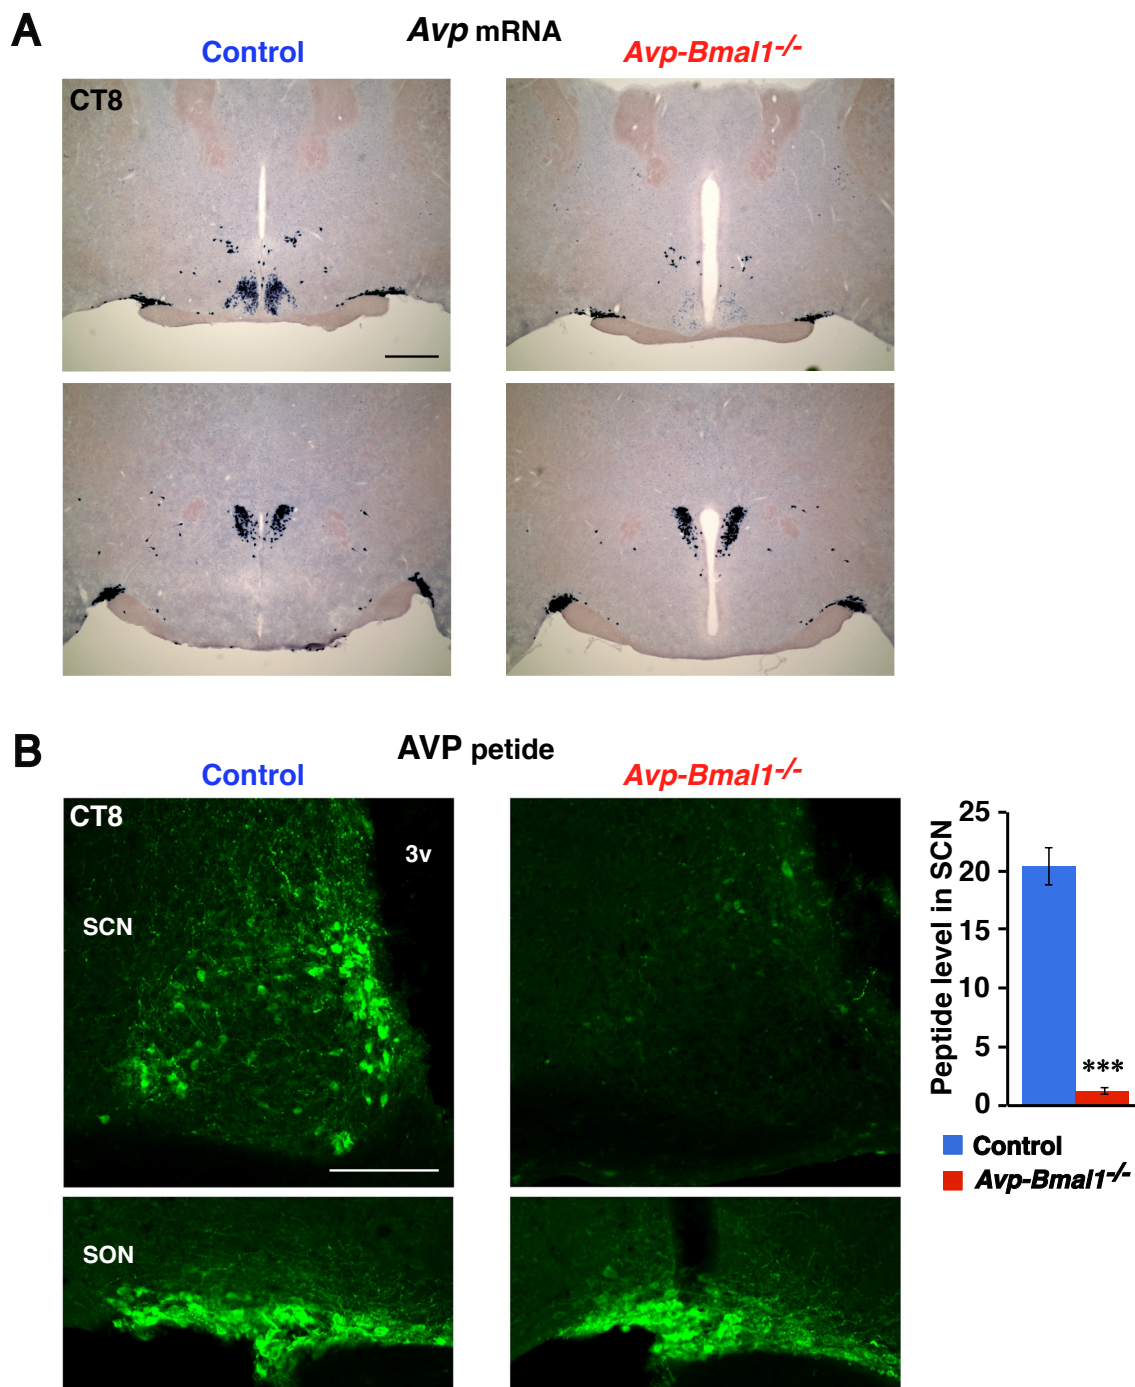 A
Avp mRNA
Control
Avp-Bmal1-/-
CT8
B
AVP petide
Control
Avp-Bmal1-/-
CT8
3v
SCN
SON
Peptide level in SCN
25
20
15
10
5
0
***
Control
Avp-Bmal1-/-